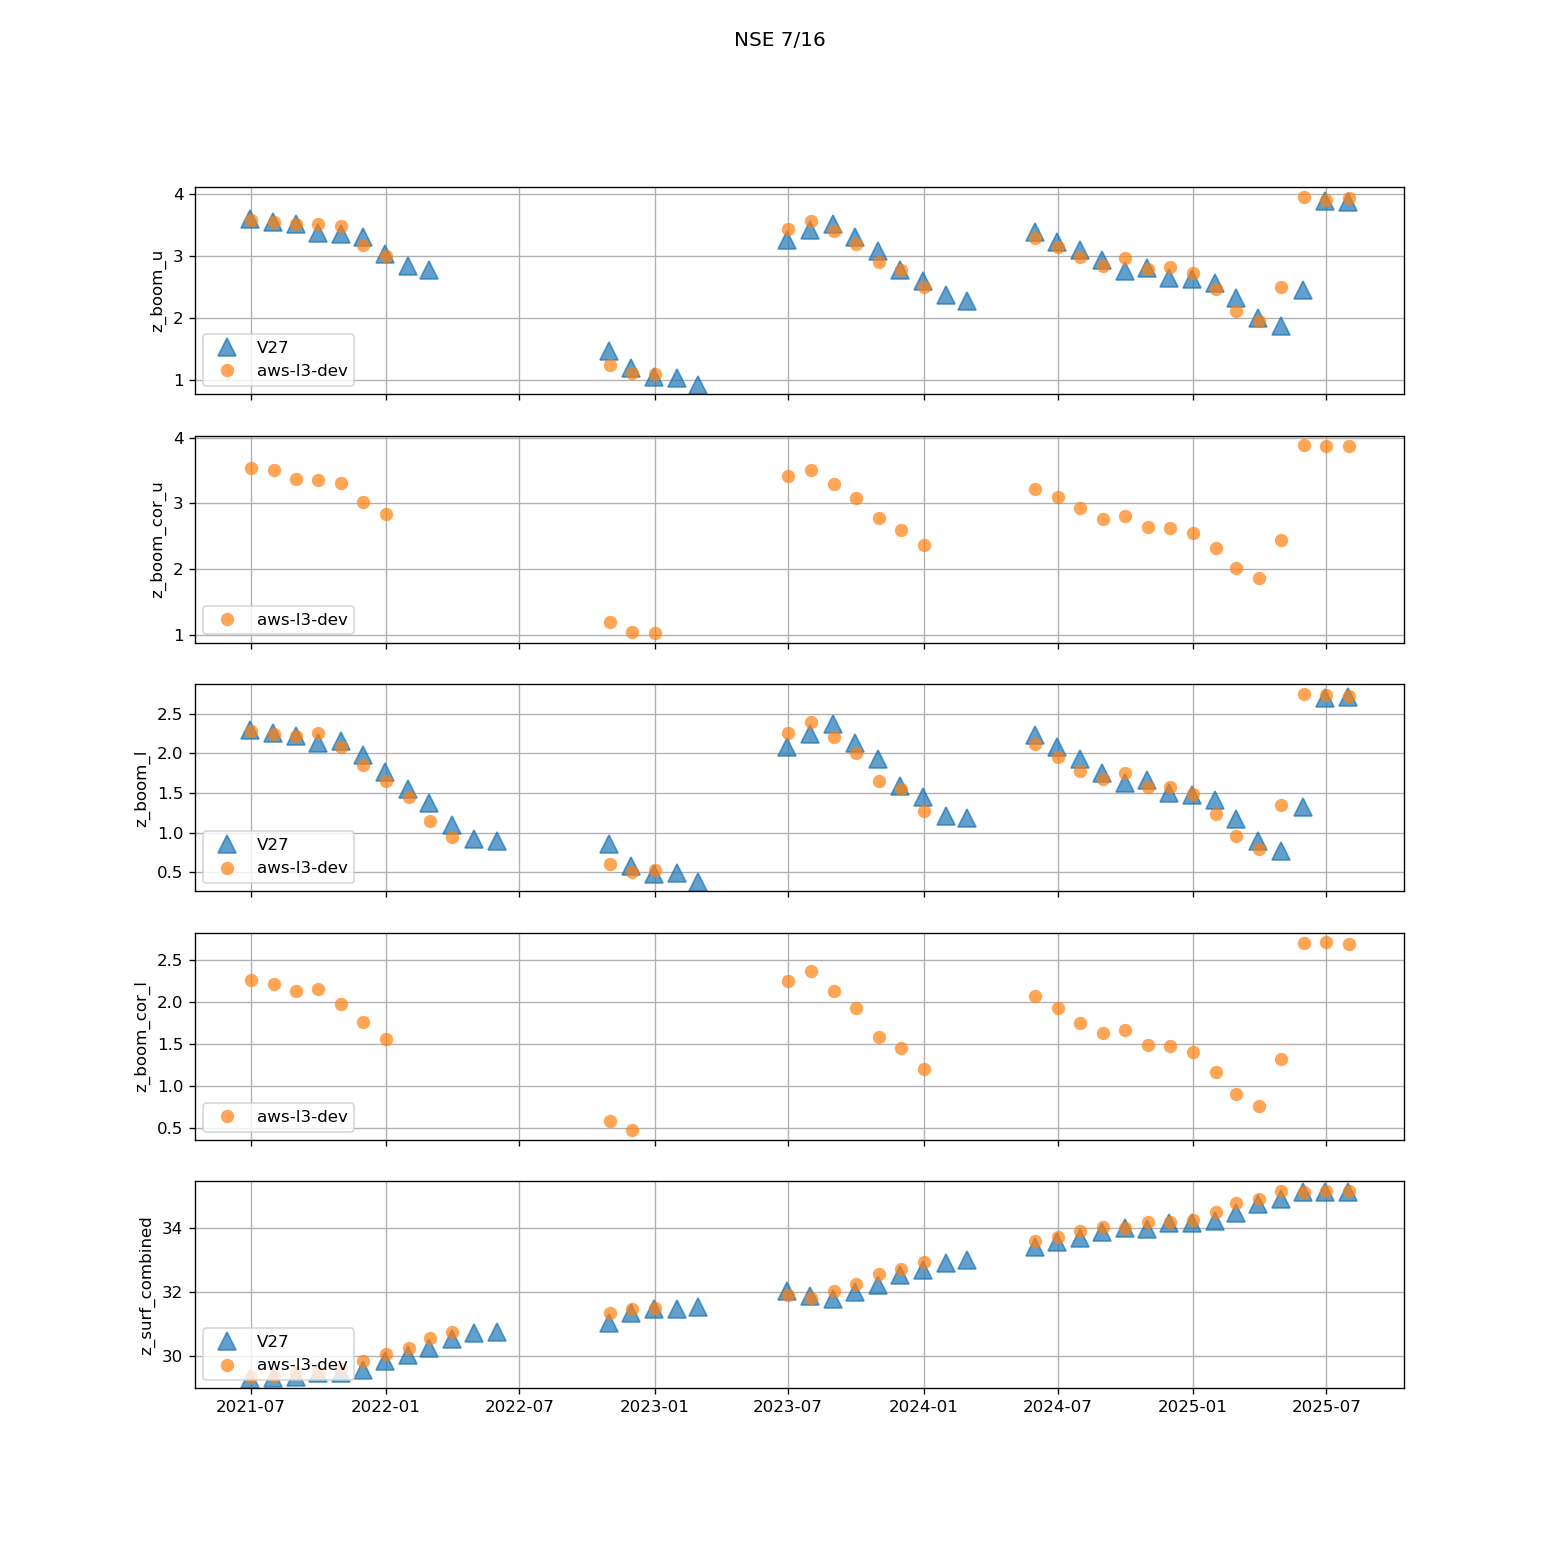 NSE 7/16
z_boom_u
4
3
2
1
V27
aws-l3-dev
z_boom_cor_u
4
3
2
1
aws-l3-dev
z_boom_l
2.5
2.0
1.5
1.0
0.5
V27
aws-l3-dev
z_boom_cor_l
2.5
2.0
1.5
1.0
0.5
aws-l3-dev
z_surf_combined
34
32
30
V27
aws-l3-dev
2021-07 2022-01 2022-07 2023-01 2023-07 2024-01 2024-07 2025-01 2025-07